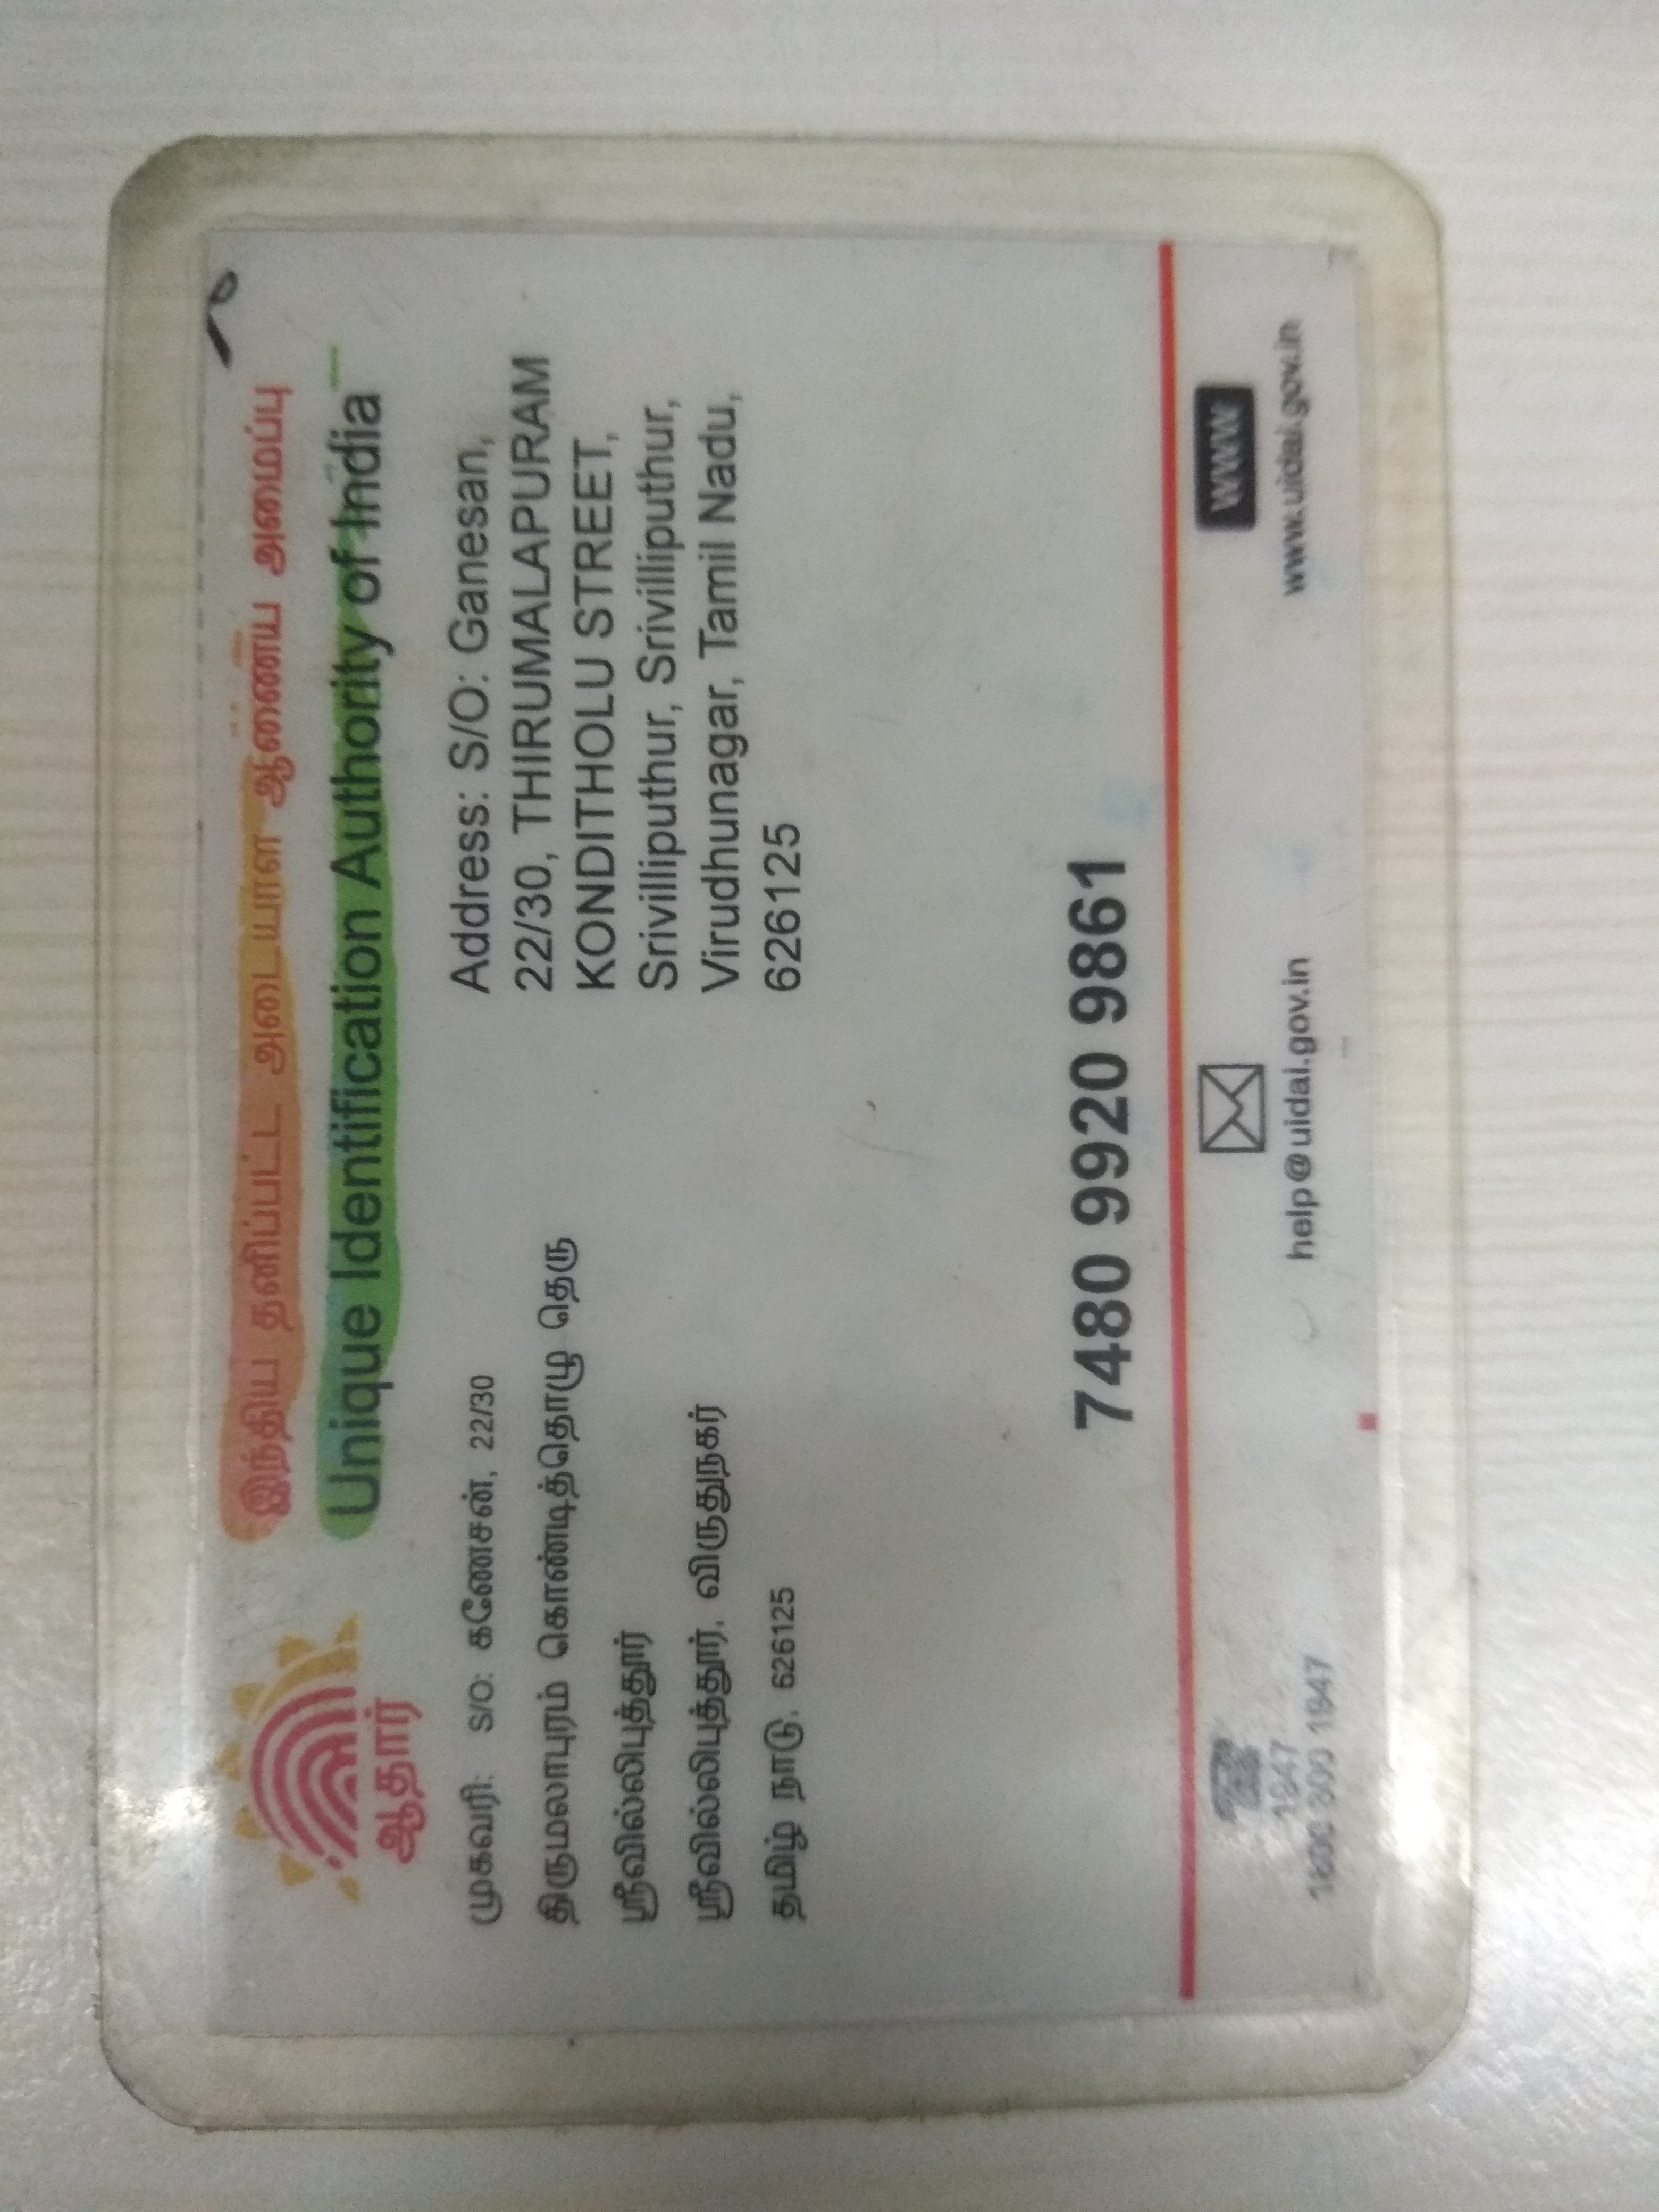 இந்திய தனிப்பட்ட அடையாள ஆணைய அமைப்பு
Unique Identification Authority of India
ஆதார்
முகவரி: S/O: கணேசன், 22/30
திருமலாபுரம் கொண்டித்தொழு தெரு
ஸ்ரீவில்லிபுத்தூர்
ஸ்ரீவில்லிபுத்தூர், விருதுநகர்
தமிழ் நாடு, 626125
Address: S/O: Ganesan,
22/30, THIRUMALAPURAM
KONDITHOLU STREET,
Srivilliputhur, Srivilliputhur,
Virudhunagar, Tamil Nadu,
626125
7480 9920 9861
1947
1800 300 1947
help@uidai.gov.in
WWW
www.uidai.gov.in